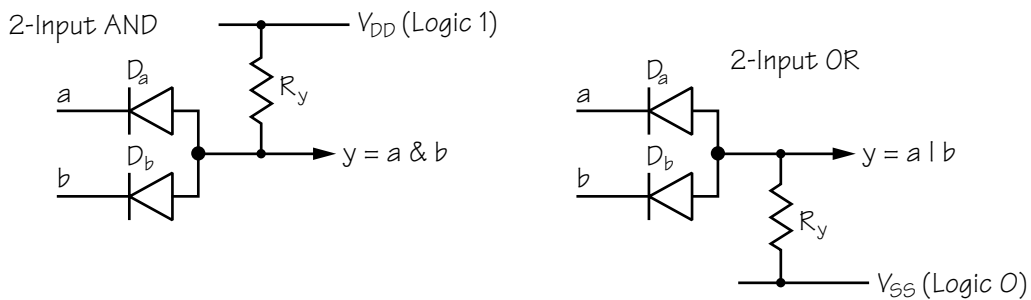 2-Input AND
V_DD (Logic 1)
D_a
a
R_y
D_b
b
y = a & b
2-Input OR
D_a
a
D_b
b
y = a | b
R_y
V_SS (Logic 0)